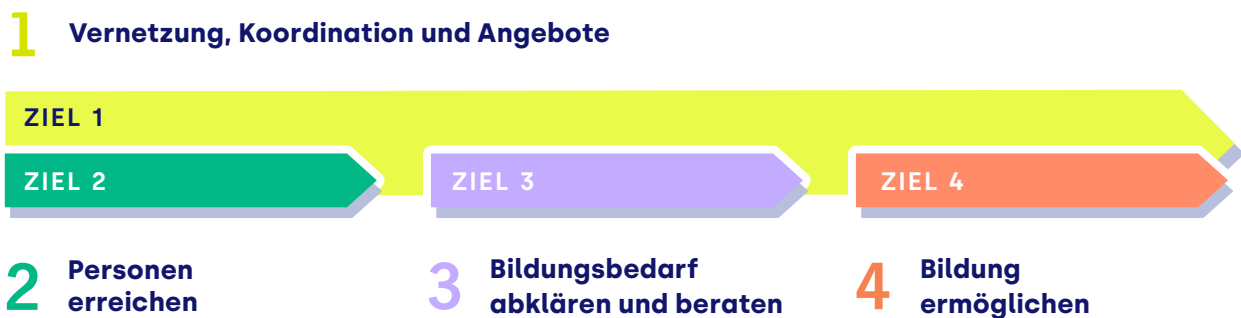 1 Vernetzung, Koordination und Angebote
ZIEL 1
ZIEL 2
ZIEL 3
ZIEL 4
2 Personen
erreichen
3 Bildungsbedarf
abklären und beraten
4 Bildung
ermöglichen